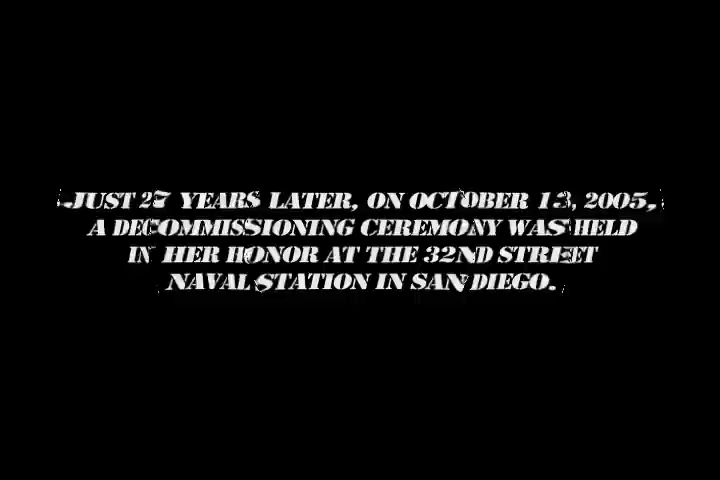 JUST 27 YEARS LATER, ON OCTOBER 13, 2005,
A DECOMMISSIONING CEREMONY WAS HELD
IN HER HONOR AT THE 32ND STREET
NAVAL STATION IN SAN DIEGO.